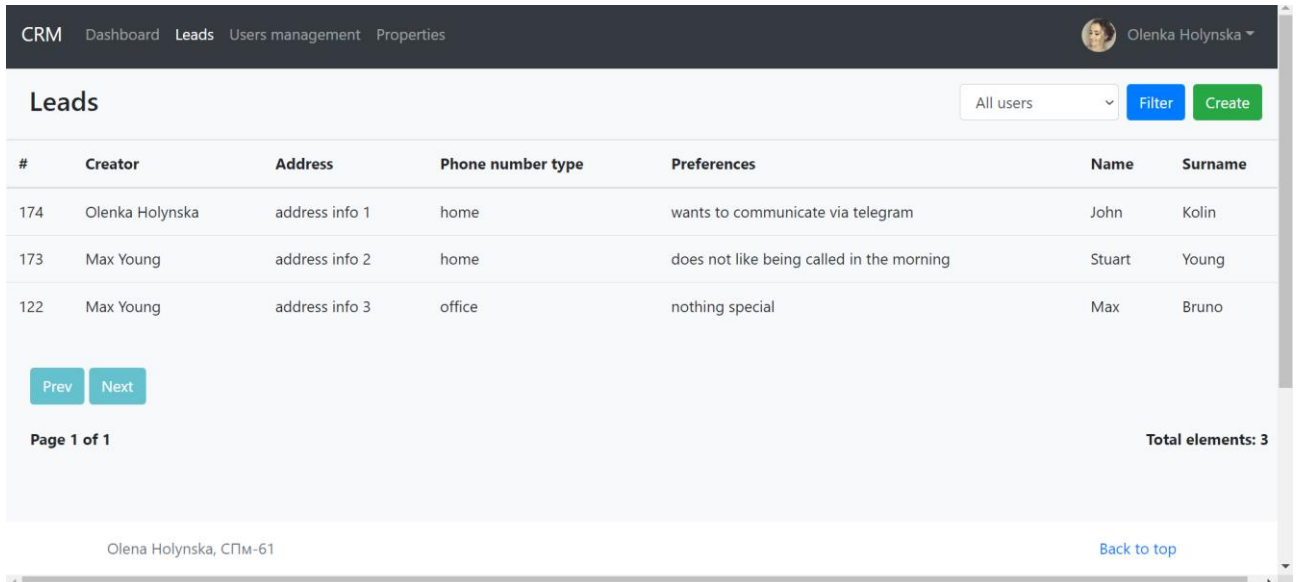 CRM Dashboard Leads Users management Properties Olenka Holynska
Leads All users Filter Create
# Creator Address Phone number type Preferences Name Surname
174 Olenka Holynska address info 1 home wants to communicate via telegram John Kolin
173 Max Young address info 2 home does not like being called in the morning Stuart Young
122 Max Young address info 3 office nothing special Max Bruno
Prev Next
Page 1 of 1 Total elements: 3
Olena Holynska, СПм-61 Back to top